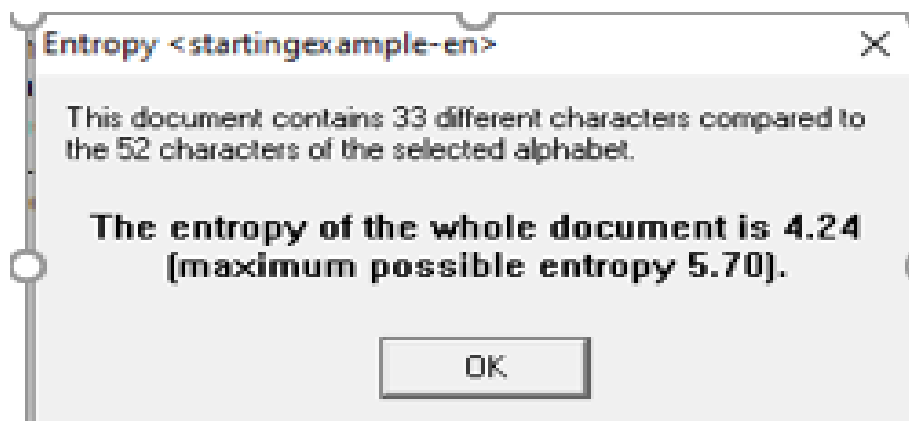 Entropy <startingexample-en>
This document contains 33 different characters compared to
the 52 characters of the selected alphabet.
The entropy of the whole document is 4.24
(maximum possible entropy 5.70).
OK